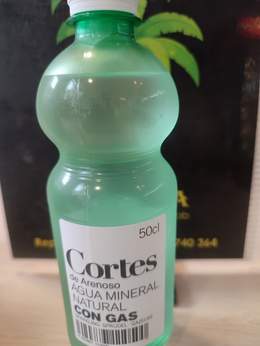 50cl
Cortes
de Arenoso
AGUA MINERAL
NATURAL
CON GAS
740 364